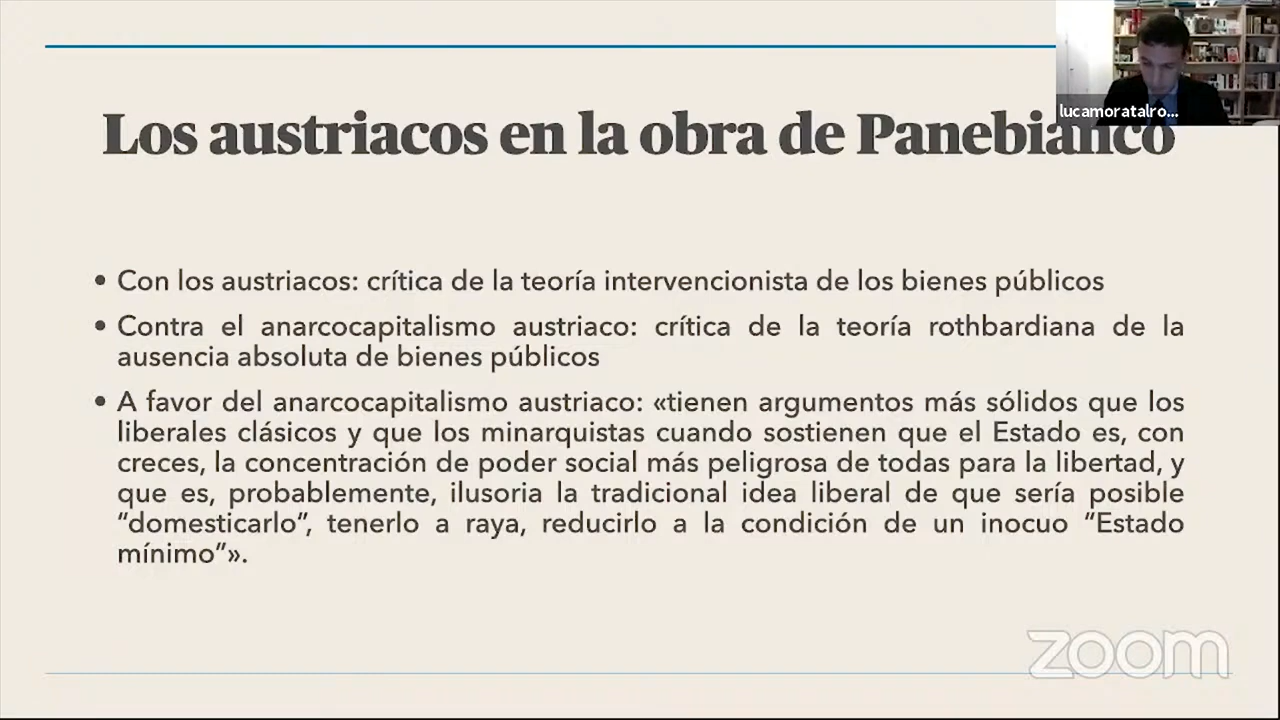 lucamoratalro...
Los austriacos en la obra de Panebianco
• Con los austriacos: crítica de la teoría intervencionista de los bienes públicos
• Contra el anarcocapitalismo austriaco: crítica de la teoría rothbardiana de la
ausencia absoluta de bienes públicos
• A favor del anarcocapitalismo austriaco: «tienen argumentos más sólidos que los
liberales clásicos y que los minarquistas cuando sostienen que el Estado es, con
creces, la concentración de poder social más peligrosa de todas para la libertad, y
que es, probablemente, ilusoria la tradicional idea liberal de que sería posible
“domesticarlo”, tenerlo a raya, reducirlo a la condición de un inocuo “Estado
mínimo”».
zoom